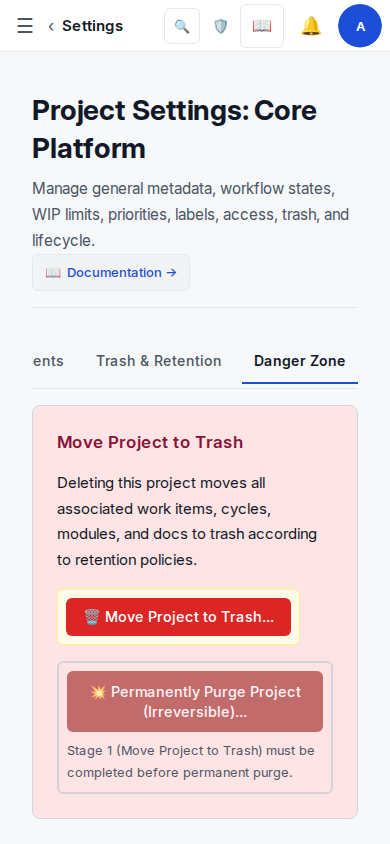 ☰ ‹ Settings 🔍 🛡️ 📖 🔔 A
Project Settings: Core
Platform
Manage general metadata, workflow states,
WIP limits, priorities, labels, access, trash, and
lifecycle.
📖 Documentation →
ents Trash & Retention Danger Zone
Move Project to Trash
Deleting this project moves all
associated work items, cycles,
modules, and docs to trash according
to retention policies.
🗑️ Move Project to Trash...
💥 Permanently Purge Project
(Irreversible)...
Stage 1 (Move Project to Trash) must be
completed before permanent purge.